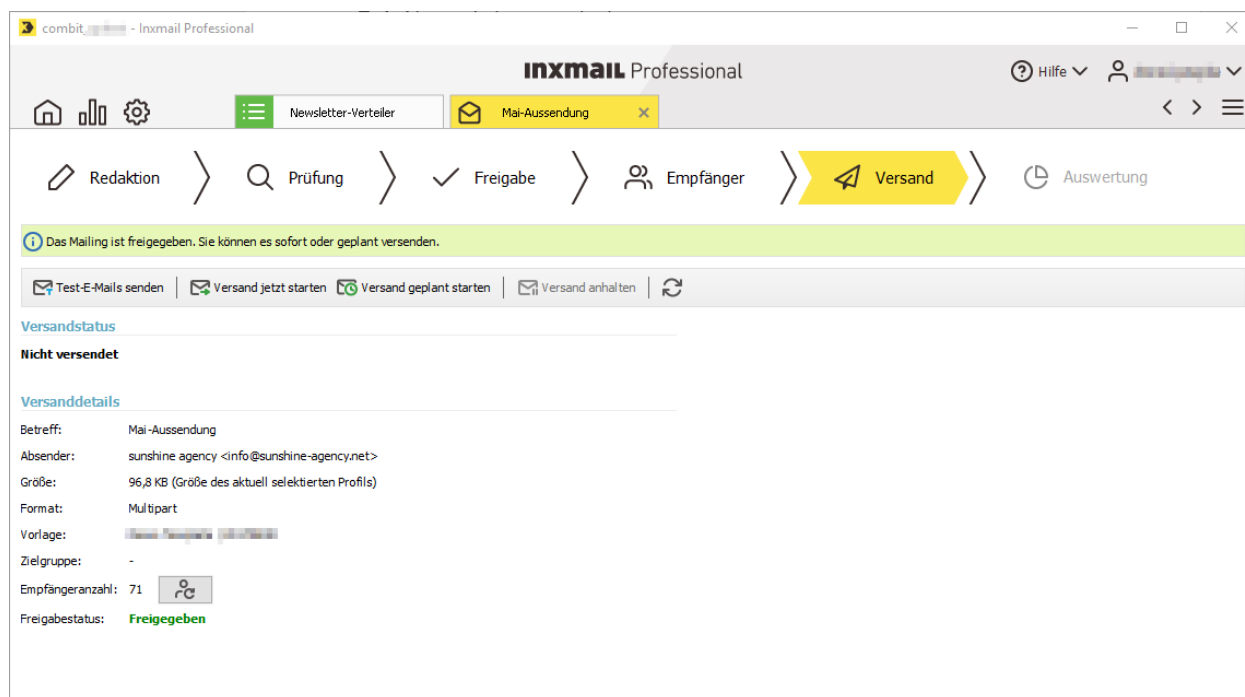 combit_ - Inxmail Professional
inxmail Professional
Hilfe
Newsletter-Verteiler
Mai-Aussendung
Redaktion
Prüfung
Freigabe
Empfänger
Versand
Auswertung
Das Mailing ist freigegeben. Sie können es sofort oder geplant versenden.
Test-E-Mails senden
Versand jetzt starten
Versand geplant starten
Versand anhalten
Versandstatus
Nicht versendet
Versanddetails
Betreff: Mai-Aussendung
Absender: sunshine agency <info@sunshine-agency.net>
Größe: 96,8 KB (Größe des aktuell selektierten Profils)
Format: Multipart
Vorlage:
Zielgruppe: -
Empfängeranzahl: 71
Freigabestatus: Freigegeben